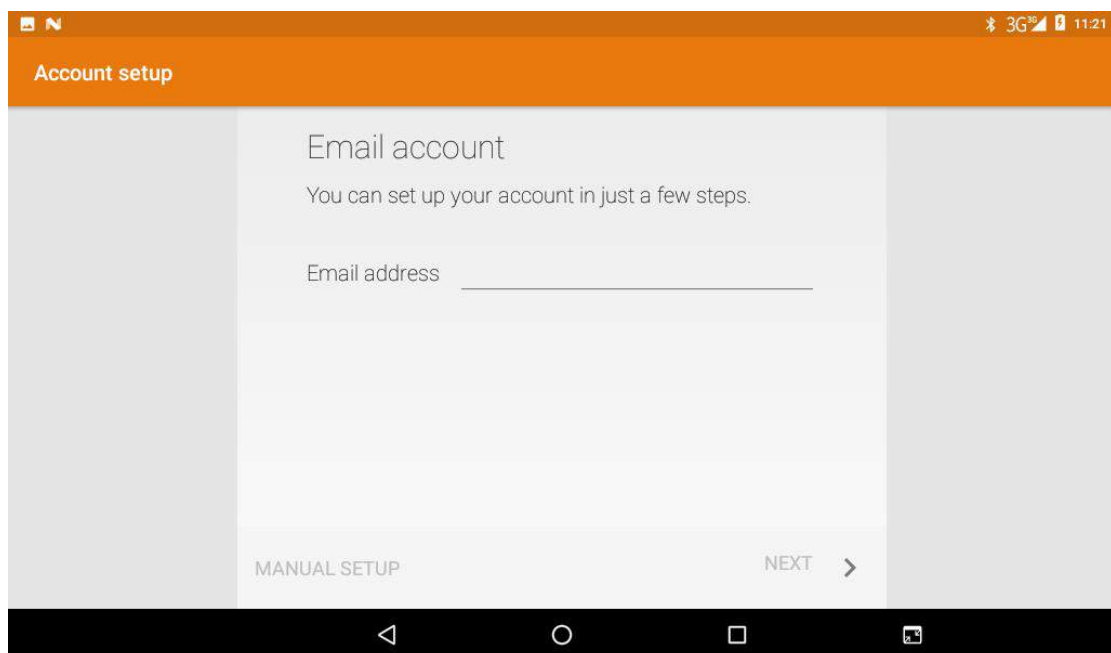 3G 3G 11:21
Account setup
Email account
You can set up your account in just a few steps.
Email address
MANUAL SETUP
NEXT